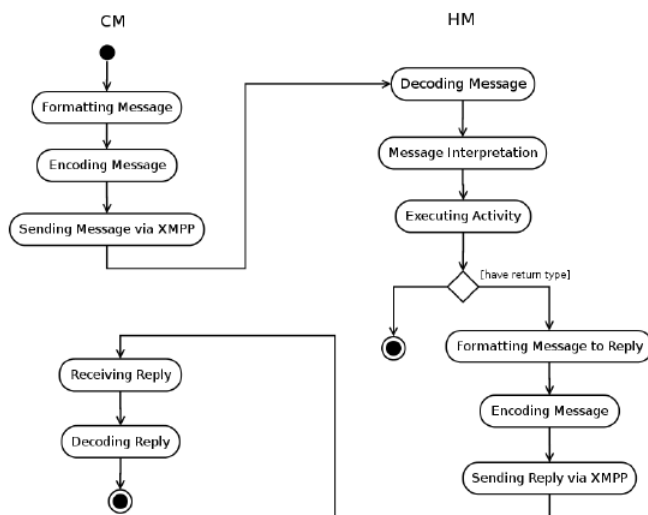 CM
HM
Formatting Message
Encoding Message
Sending Message via XMPP
Decoding Message
Message Interpretation
Executing Activity
[have return type]
Formatting Message to Reply
Encoding Message
Sending Reply via XMPP
Receiving Reply
Decoding Reply